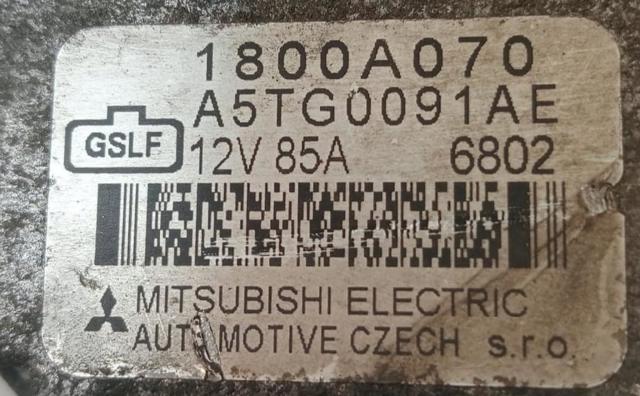 1800A070
A5TG0091AE
GSLF 12V 85A 6802
MITSUBISHI ELECTRIC
AUTOMOTIVE CZECH s.r.o.